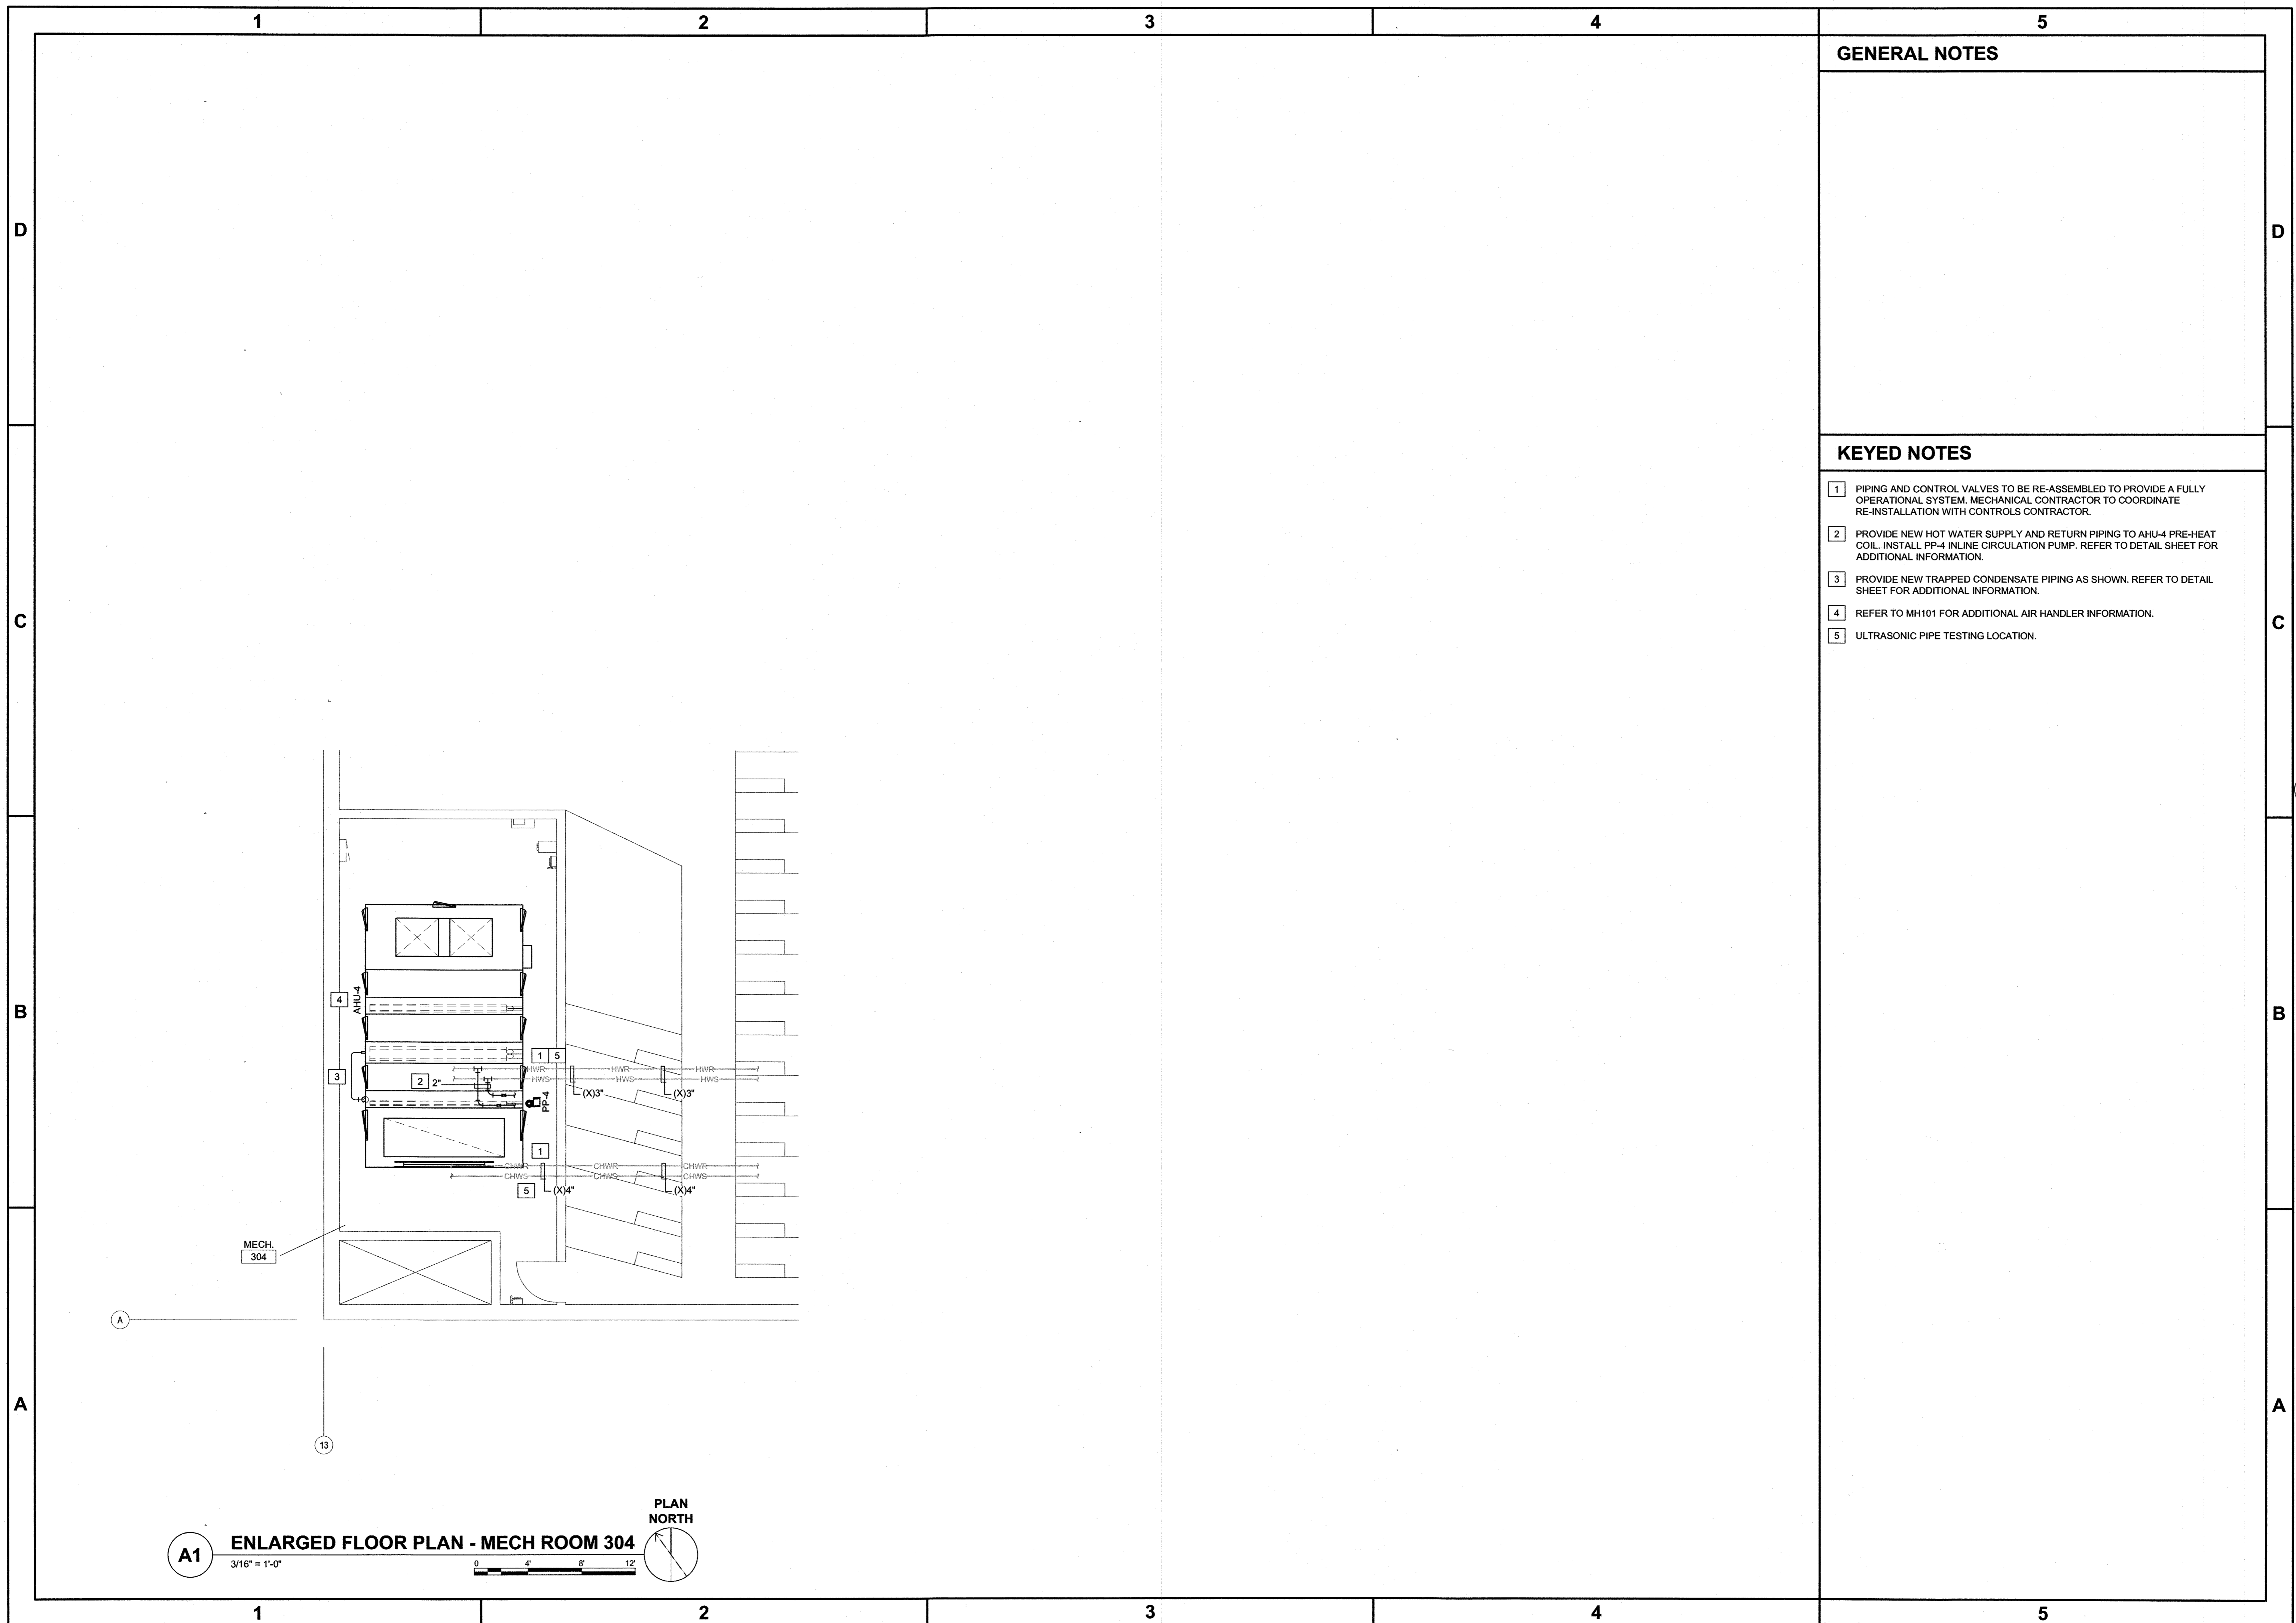 1 2 3 4 5
GENERAL NOTES
D D
KEYED NOTES
1 PIPING AND CONTROL VALVES TO BE RE-ASSEMBLED TO PROVIDE A FULLY
OPERATIONAL SYSTEM. MECHANICAL CONTRACTOR TO COORDINATE
RE-INSTALLATION WITH CONTROLS CONTRACTOR.
2 PROVIDE NEW HOT WATER SUPPLY AND RETURN PIPING TO AHU-4 PRE-HEAT
COIL. INSTALL PP-4 INLINE CIRCULATION PUMP. REFER TO DETAIL SHEET FOR
ADDITIONAL INFORMATION.
3 PROVIDE NEW TRAPPED CONDENSATE PIPING AS SHOWN. REFER TO DETAIL
SHEET FOR ADDITIONAL INFORMATION.
4 REFER TO MH101 FOR ADDITIONAL AIR HANDLER INFORMATION.
5 ULTRASONIC PIPE TESTING LOCATION.
C C
4 AHU-4
B B
1 5
HWR HWR HWR
3 2 2"
HWS HWS HWS
(X)3" (X)3"
PP-4
1
CHWR CHWR CHWR
CHWS CHWS CHWS
5 (X)4" (X)4"
MECH.
304
A
A A
13
PLAN
NORTH
A1 ENLARGED FLOOR PLAN - MECH ROOM 304
3/16" = 1'-0" 0 4' 8' 12'
1 2 3 4 5